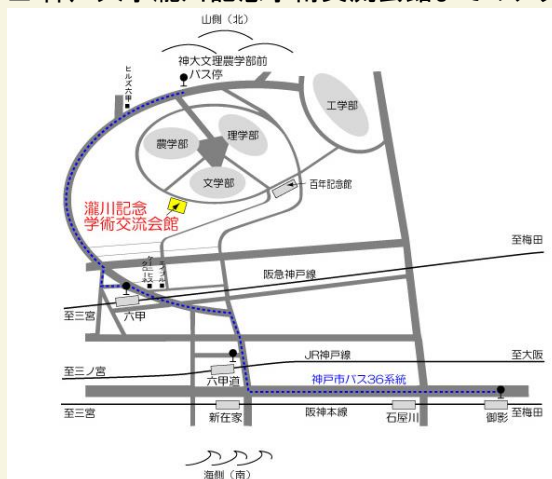 山側（北）
神大文理農学部前
バス停
ヒルズ六甲
工学部
理学部
農学部
文学部
百年記念館
瀧川記念
学術交流会館
至梅田
阪急神戸線
六甲
至三宮
JR神戸線
至大阪
至三ノ宮
六甲道
神戸市バス36系統
至三宮
新在家
阪神本線
石屋川
御影
至梅田
海側（南）